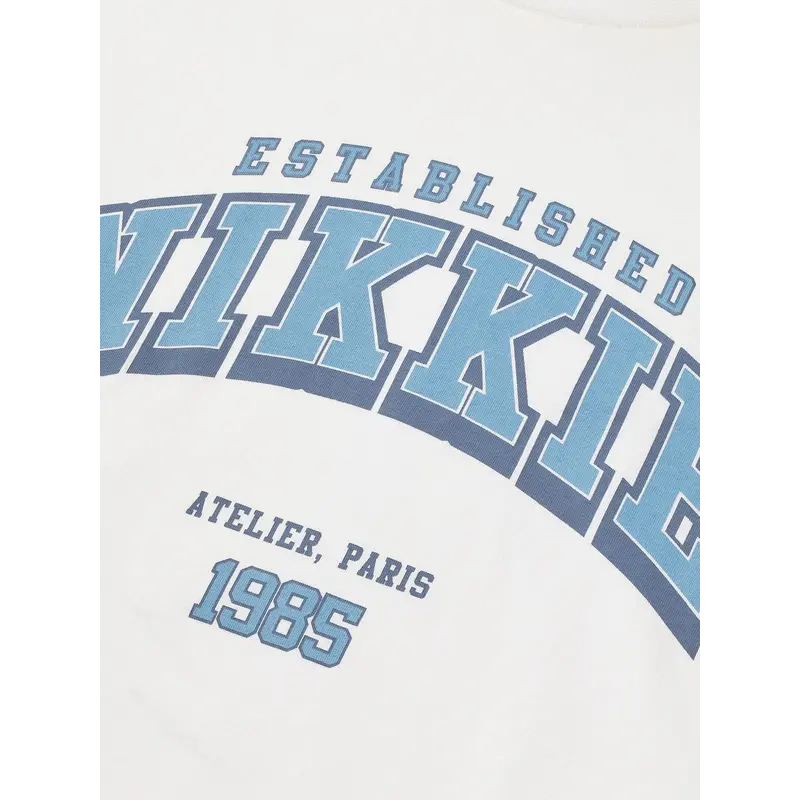 ESTABLISHED
NIKKIE
ATELIER, PARIS
1985